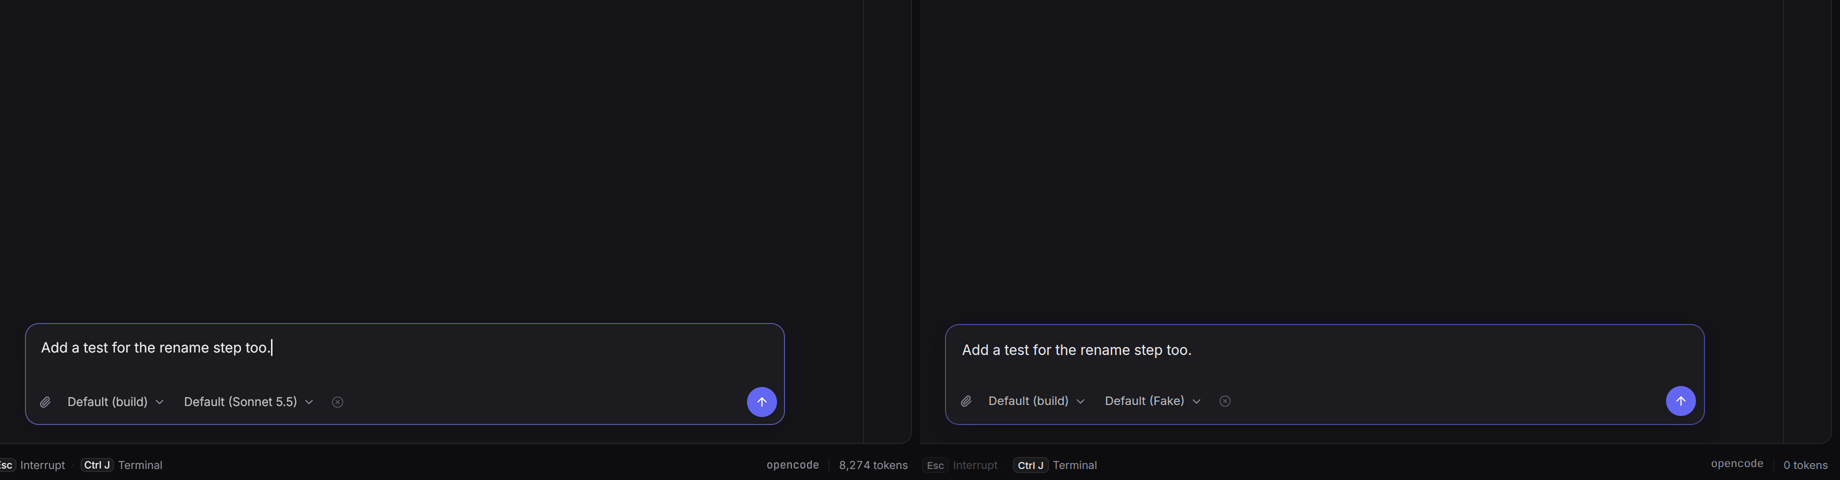 Add a test for the rename step too.
Default (build) Default (Sonnet 5.5)
Esc Interrupt · Ctrl J Terminal opencode 8,274 tokens
Add a test for the rename step too.
Default (build) Default (Fake)
Esc Interrupt Ctrl J Terminal opencode 0 tokens